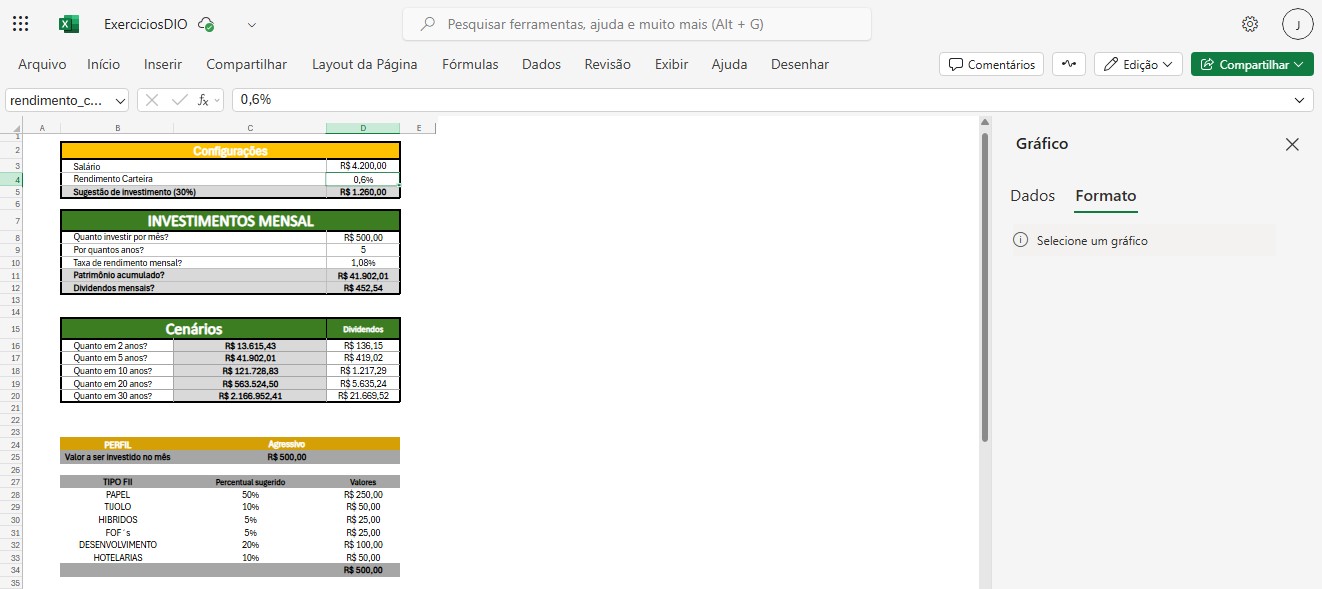 ExerciciosDIO
Pesquisar ferramentas, ajuda e muito mais (Alt + G)
J
Arquivo Início Inserir Compartilhar Layout da Página Fórmulas Dados Revisão Exibir Ajuda Desenhar Comentários Edição Compartilhar
rendimento_c... fx 0,6%
A B C D E
1
2 Configurações
3 Salário R$ 4.200,00
4 Rendimento Carteira 0,6%
5 Sugestão de investimento (30%) R$ 1.260,00
6
7 INVESTIMENTOS MENSAL
8 Quanto investir por mês? R$ 500,00
9 Por quantos anos? 5
10 Taxa de rendimento mensal? 1,08%
11 Patrimônio acumulado? R$ 41.902,01
12 Dividendos mensais? R$ 452,54
13
14
15 Cenários Dividendos
16 Quanto em 2 anos? R$ 13.615,43 R$ 136,15
17 Quanto em 5 anos? R$ 41.902,01 R$ 419,02
18 Quanto em 10 anos? R$ 121.728,83 R$ 1.217,29
19 Quanto em 20 anos? R$ 563.524,50 R$ 5.635,24
20 Quanto em 30 anos? R$ 2.166.952,41 R$ 21.669,52
21
22
23
24 PERFIL Agressivo
25 Valor a ser investido no mês R$ 500,00
26
27 TIPO FII Percentual sugerido Valores
28 PAPEL 50% R$ 250,00
29 TIJOLO 10% R$ 50,00
30 HIBRIDOS 5% R$ 25,00
31 FOF´s 5% R$ 25,00
32 DESENVOLVIMENTO 20% R$ 100,00
33 HOTELARIAS 10% R$ 50,00
34 R$ 500,00
35
Gráfico
Dados Formato
Selecione um gráfico